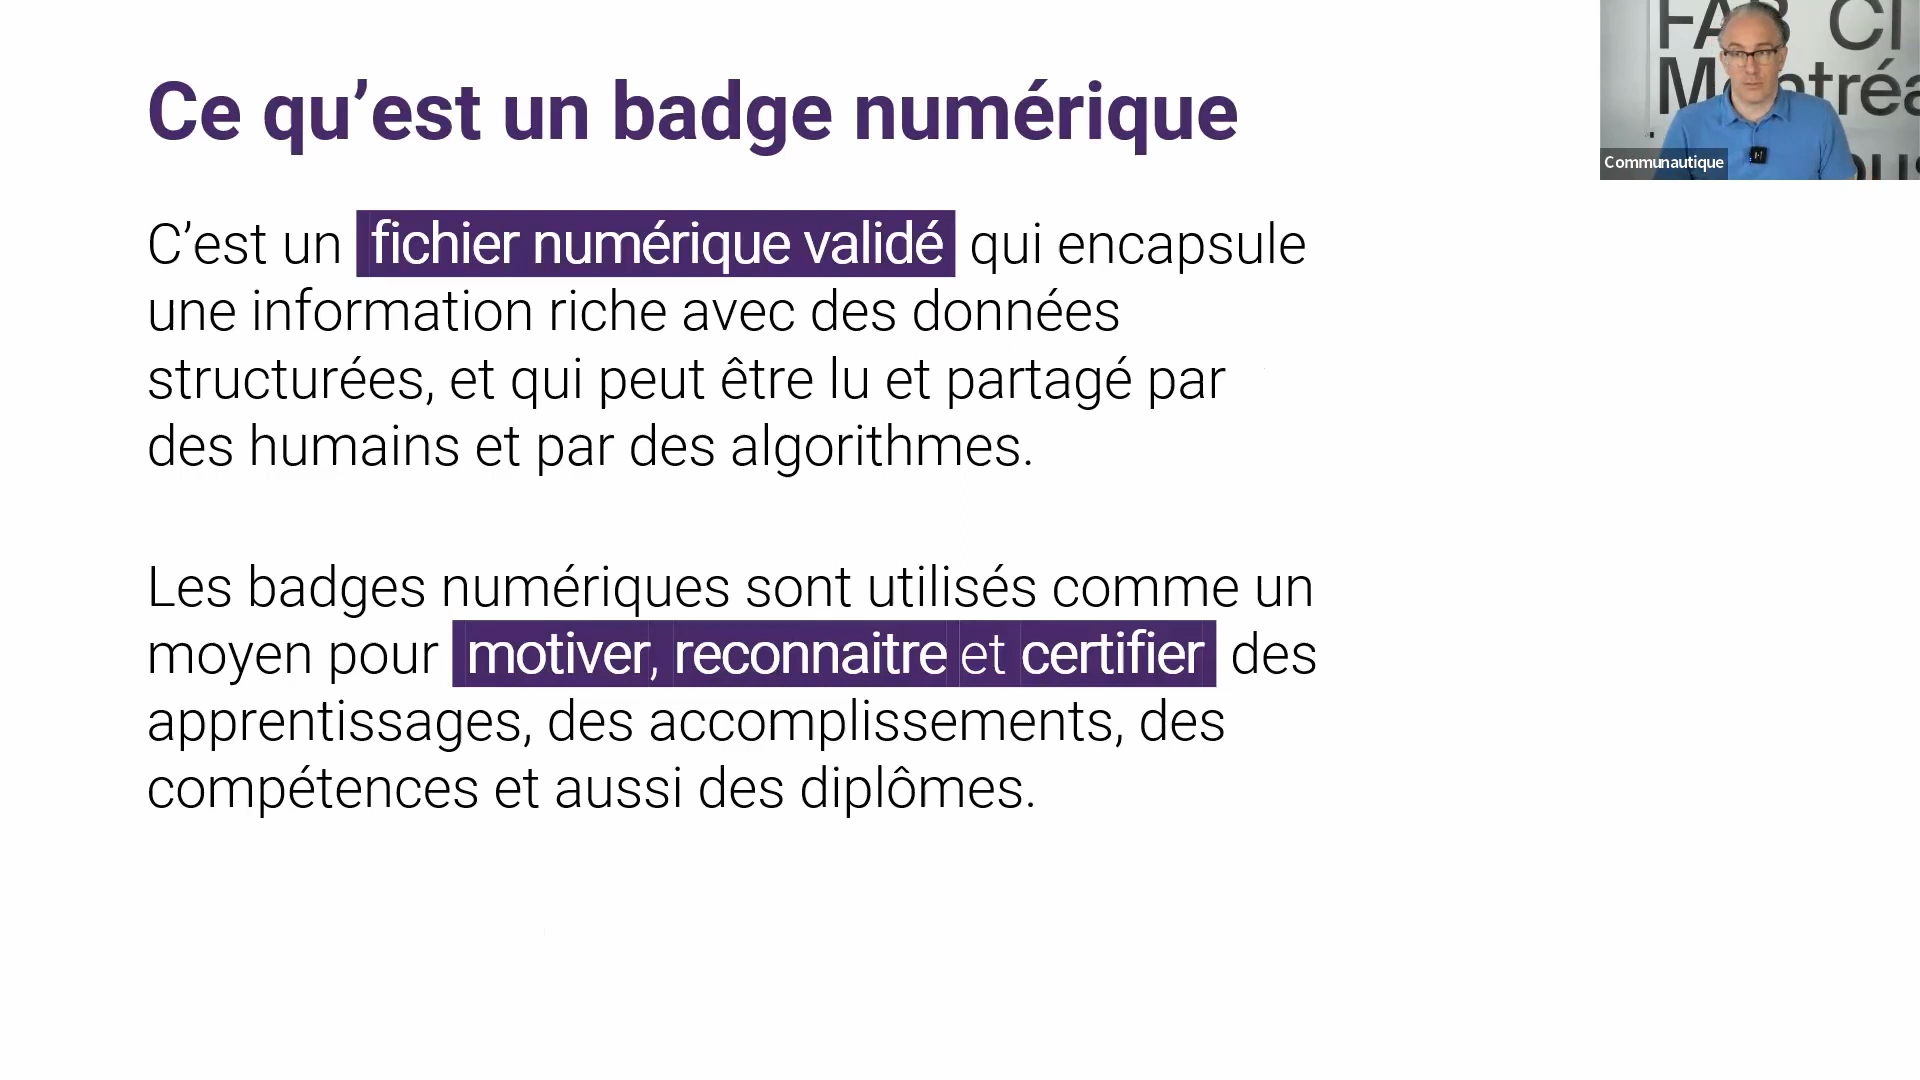 Ce qu’est un badge numérique
C’est un fichier numérique validé qui encapsule
une information riche avec des données
structurées, et qui peut être lu et partagé par
des humains et par des algorithmes.
Les badges numériques sont utilisés comme un
moyen pour motiver, reconnaitre et certifier des
apprentissages, des accomplissements, des
compétences et aussi des diplômes.
FAB CI
Montréa
Communautique